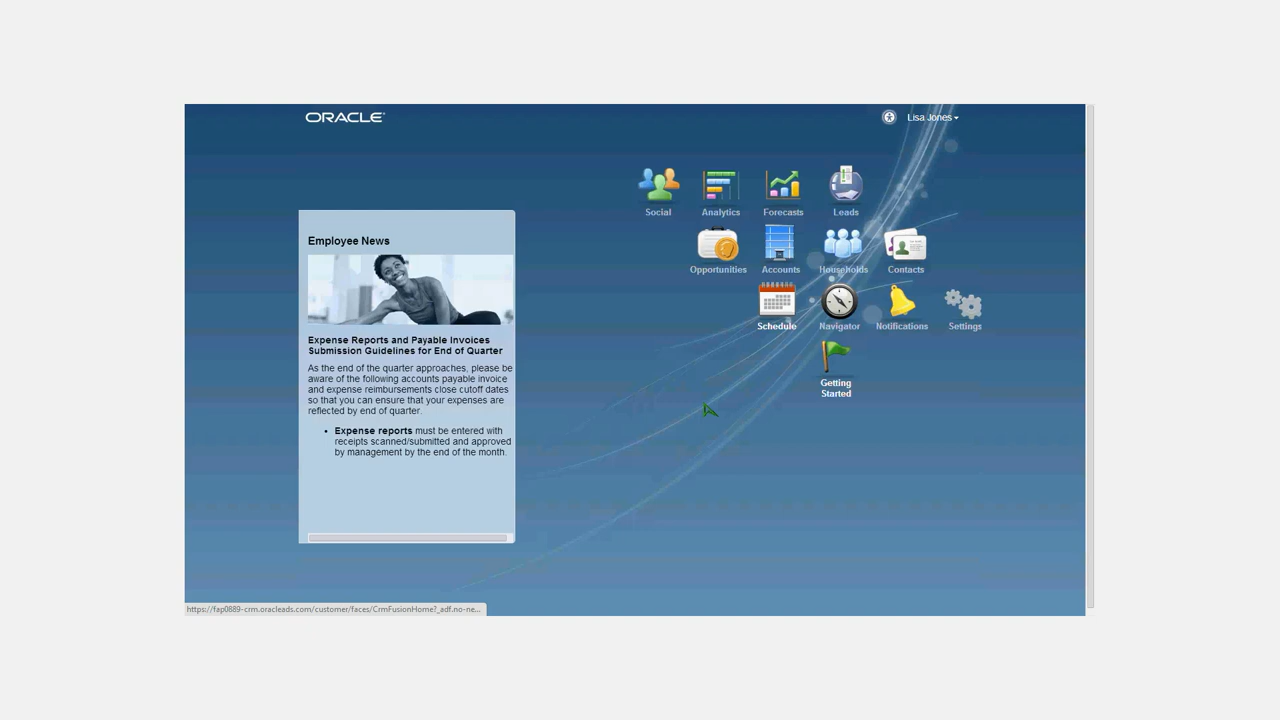 ORACLE
Lisa Jones
Social
Analytics
Forecasts
Leads
Opportunities
Accounts
Households
Contacts
Schedule
Navigator
Notifications
Settings
Getting
Started
Employee News
Expense Reports and Payable Invoices
Submission Guidelines for End of Quarter
As the end of the quarter approaches, please be
aware of the following accounts payable invoice
and expense reimbursements close cutoff dates
so that you can ensure that your expenses are
reflected by end of quarter.
• Expense reports must be entered with
receipts scanned/submitted and approved
by management by the end of the month.
https://fap0889-crm.oracleads.com/customer/faces/CrmFusionHome?_adf.no-ne...